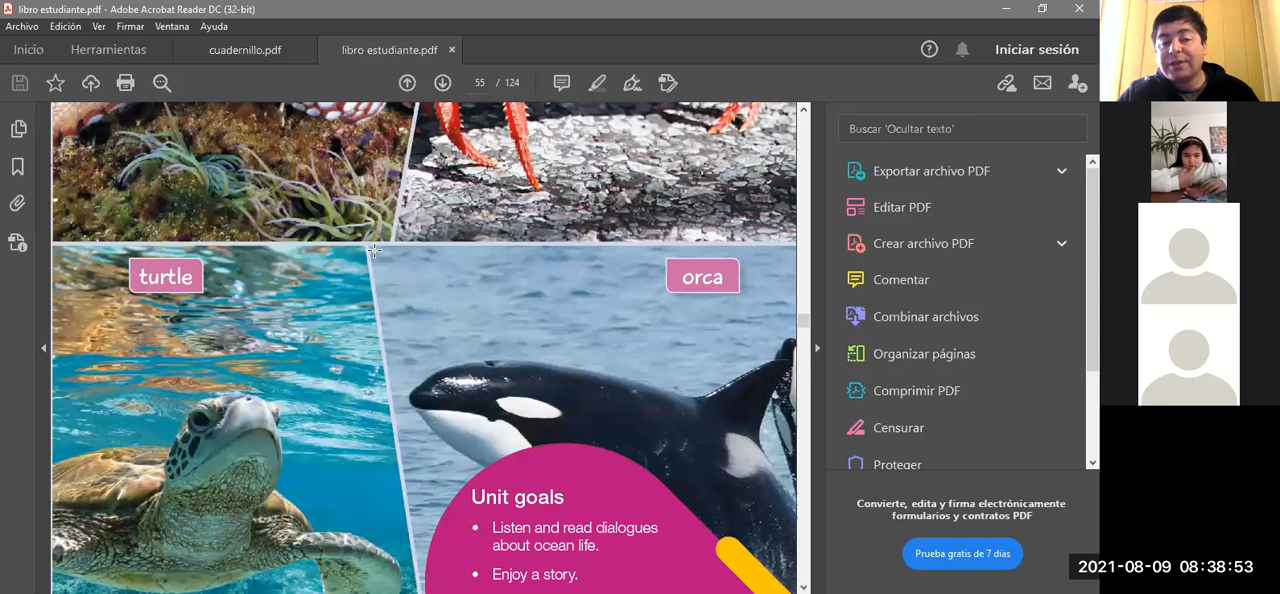 libro estudiante.pdf - Adobe Acrobat Reader DC (32-bit)
Archivo Edición Ver Firmar Ventana Ayuda
Inicio Herramientas cuadernillo.pdf libro estudiante.pdf × Iniciar sesión
55 / 124
Buscar 'Ocultar texto'
Exportar archivo PDF
Editar PDF
Crear archivo PDF
Comentar
Combinar archivos
Organizar páginas
Comprimir PDF
Censurar
Proteger
Convierte, edita y firma electrónicamente
formularios y contratos PDF
Prueba gratis de 7 días
turtle
orca
Unit goals
• Listen and read dialogues
about ocean life.
• Enjoy a story.
2021-08-09 08:38:53